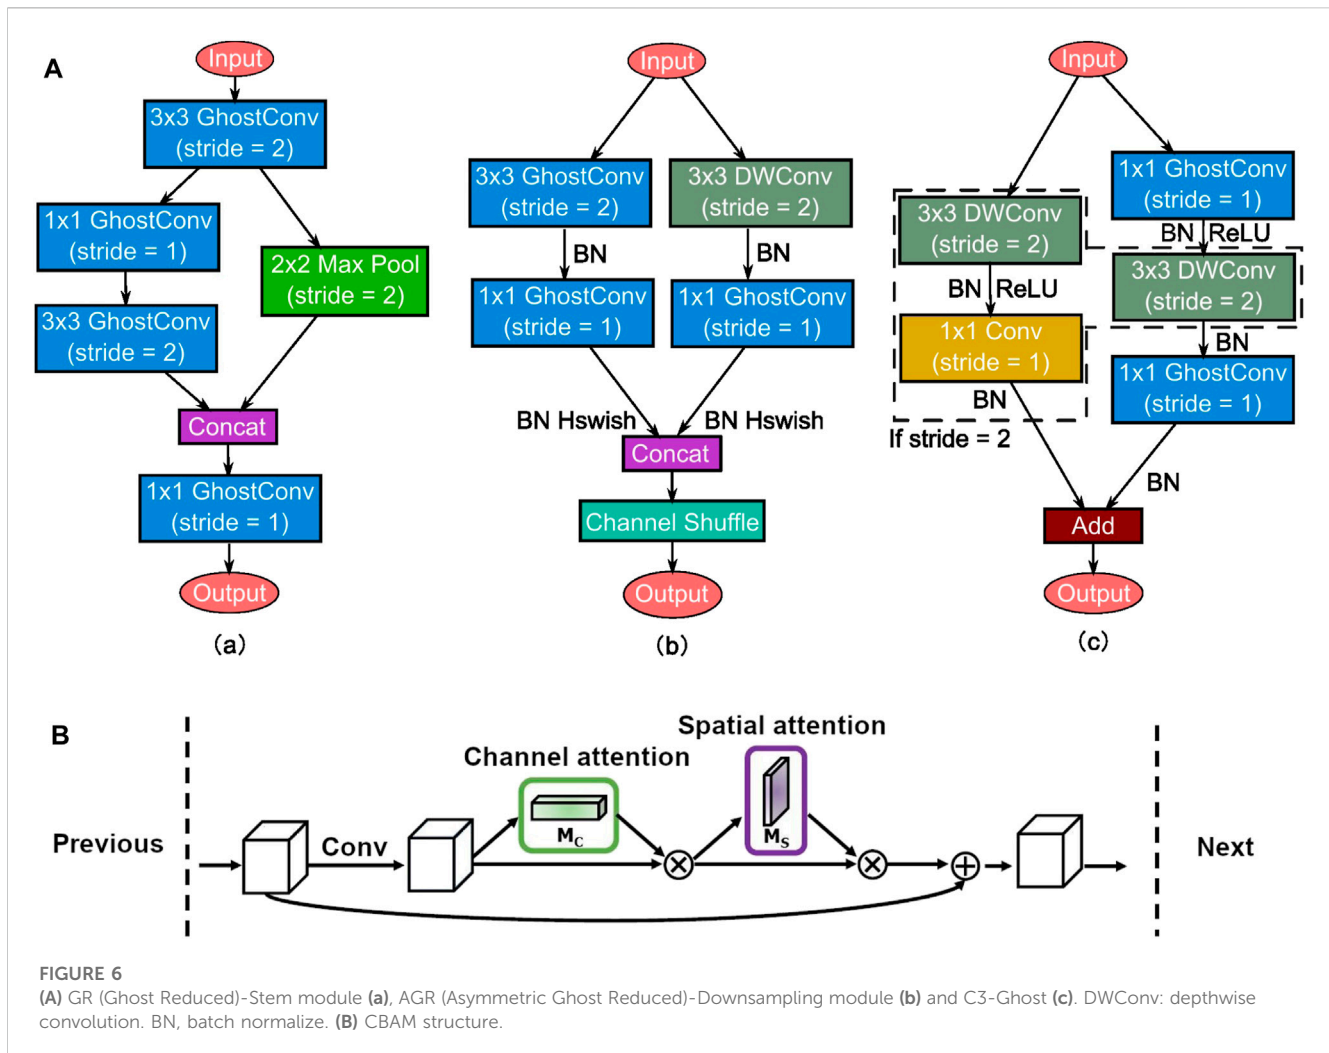 A
Input
3x3 GhostConv
(stride = 2)
1x1 GhostConv
(stride = 1)
2x2 Max Pool
(stride = 2)
3x3 GhostConv
(stride = 2)
Concat
1x1 GhostConv
(stride = 1)
Output
(a)
Input
3x3 GhostConv
(stride = 2)
3x3 DWConv
(stride = 2)
BN
BN
1x1 GhostConv
(stride = 1)
1x1 GhostConv
(stride = 1)
BN Hswish
BN Hswish
Concat
Channel Shuffle
Output
(b)
Input
1x1 GhostConv
(stride = 1)
3x3 DWConv
(stride = 2)
BN ReLU
3x3 DWConv
(stride = 2)
BN ReLU
1x1 Conv
(stride = 1)
BN
BN
1x1 GhostConv
(stride = 1)
If stride = 2
BN
Add
Output
(c)
B
Spatial attention
Channel attention
M_C
M_S
Previous
Conv
Next
FIGURE 6
(A) GR (Ghost Reduced)-Stem module (a), AGR (Asymmetric Ghost Reduced)-Downsampling module (b) and C3-Ghost (c). DWConv: depthwise
convolution. BN, batch normalize. (B) CBAM structure.